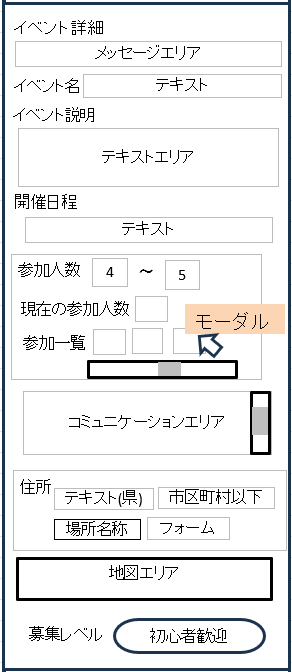 イベント詳細
メッセージエリア
イベント名 テキスト
イベント説明
テキストエリア
開催日程
テキスト
参加人数 4 ～ 5
現在の参加人数
モーダル
参加一覧
コミュニケーションエリア
住所
テキスト(県) 市区町村以下
場所名称 フォーム
地図エリア
募集レベル 初心者歓迎